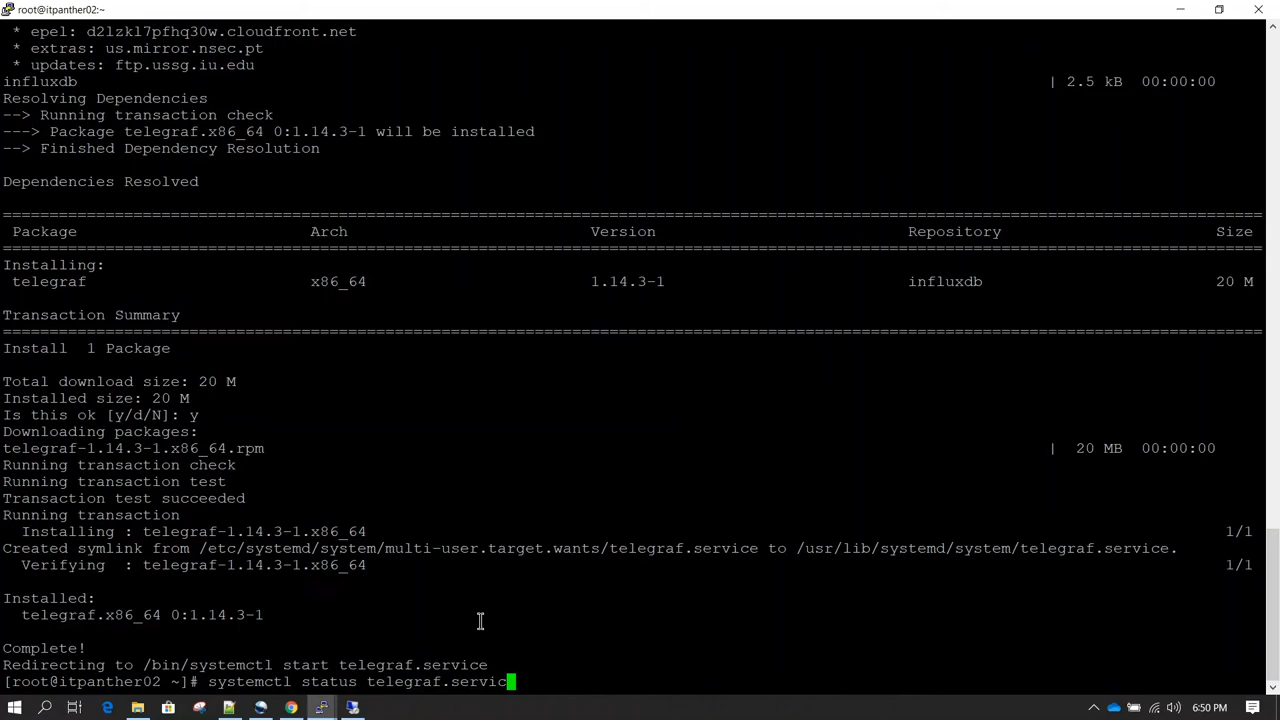 root@itpanther02:~
 * epel: d2lzkl7pfhq30w.cloudfront.net
 * extras: us.mirror.nsec.pt
 * updates: ftp.ussg.iu.edu
influxdb | 2.5 kB 00:00:00
Resolving Dependencies
--> Running transaction check
---> Package telegraf.x86_64 0:1.14.3-1 will be installed
--> Finished Dependency Resolution
Dependencies Resolved
================================================================================
Package Arch Version Repository Size
================================================================================
Installing:
telegraf x86_64 1.14.3-1 influxdb 20 M
Transaction Summary
================================================================================
Install 1 Package
Total download size: 20 M
Installed size: 20 M
Is this ok [y/d/N]: y
Downloading packages:
telegraf-1.14.3-1.x86_64.rpm | 20 MB 00:00:00
Running transaction check
Running transaction test
Transaction test succeeded
Running transaction
Installing : telegraf-1.14.3-1.x86_64 1/1
Created symlink from /etc/systemd/system/multi-user.target.wants/telegraf.service to /usr/lib/systemd/system/telegraf.service.
Verifying : telegraf-1.14.3-1.x86_64 1/1
Installed:
telegraf.x86_64 0:1.14.3-1
Complete!
Redirecting to /bin/systemctl start telegraf.service
[root@itpanther02 ~]# systemctl status telegraf.servic
6:50 PM